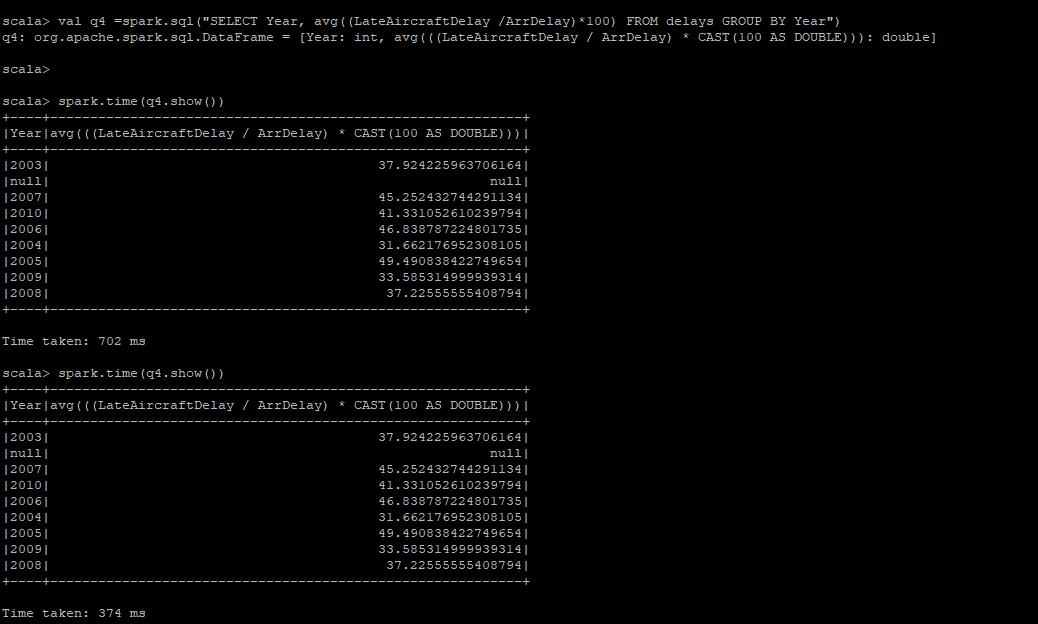 scala> val q4 =spark.sql("SELECT Year, avg((LateAircraftDelay /ArrDelay)*100) FROM delays GROUP BY Year")
q4: org.apache.spark.sql.DataFrame = [Year: int, avg(((LateAircraftDelay / ArrDelay) * CAST(100 AS DOUBLE))): double]
scala>
scala> spark.time(q4.show())
+----+-----------------------------------------------------------+
|Year|avg(((LateAircraftDelay / ArrDelay) * CAST(100 AS DOUBLE)))|
+----+-----------------------------------------------------------+
|2003|                                         37.924225963706164|
|null|                                                       null|
|2007|                                         45.252432744291134|
|2010|                                         41.331052610239794|
|2006|                                         46.838787224801735|
|2004|                                         31.662176952308105|
|2005|                                         49.490838422749654|
|2009|                                         33.585314999939314|
|2008|                                          37.22555555408794|
+----+-----------------------------------------------------------+
Time taken: 702 ms
scala> spark.time(q4.show())
+----+-----------------------------------------------------------+
|Year|avg(((LateAircraftDelay / ArrDelay) * CAST(100 AS DOUBLE)))|
+----+-----------------------------------------------------------+
|2003|                                         37.924225963706164|
|null|                                                       null|
|2007|                                         45.252432744291134|
|2010|                                         41.331052610239794|
|2006|                                         46.838787224801735|
|2004|                                         31.662176952308105|
|2005|                                         49.490838422749654|
|2009|                                         33.585314999939314|
|2008|                                          37.22555555408794|
+----+-----------------------------------------------------------+
Time taken: 374 ms